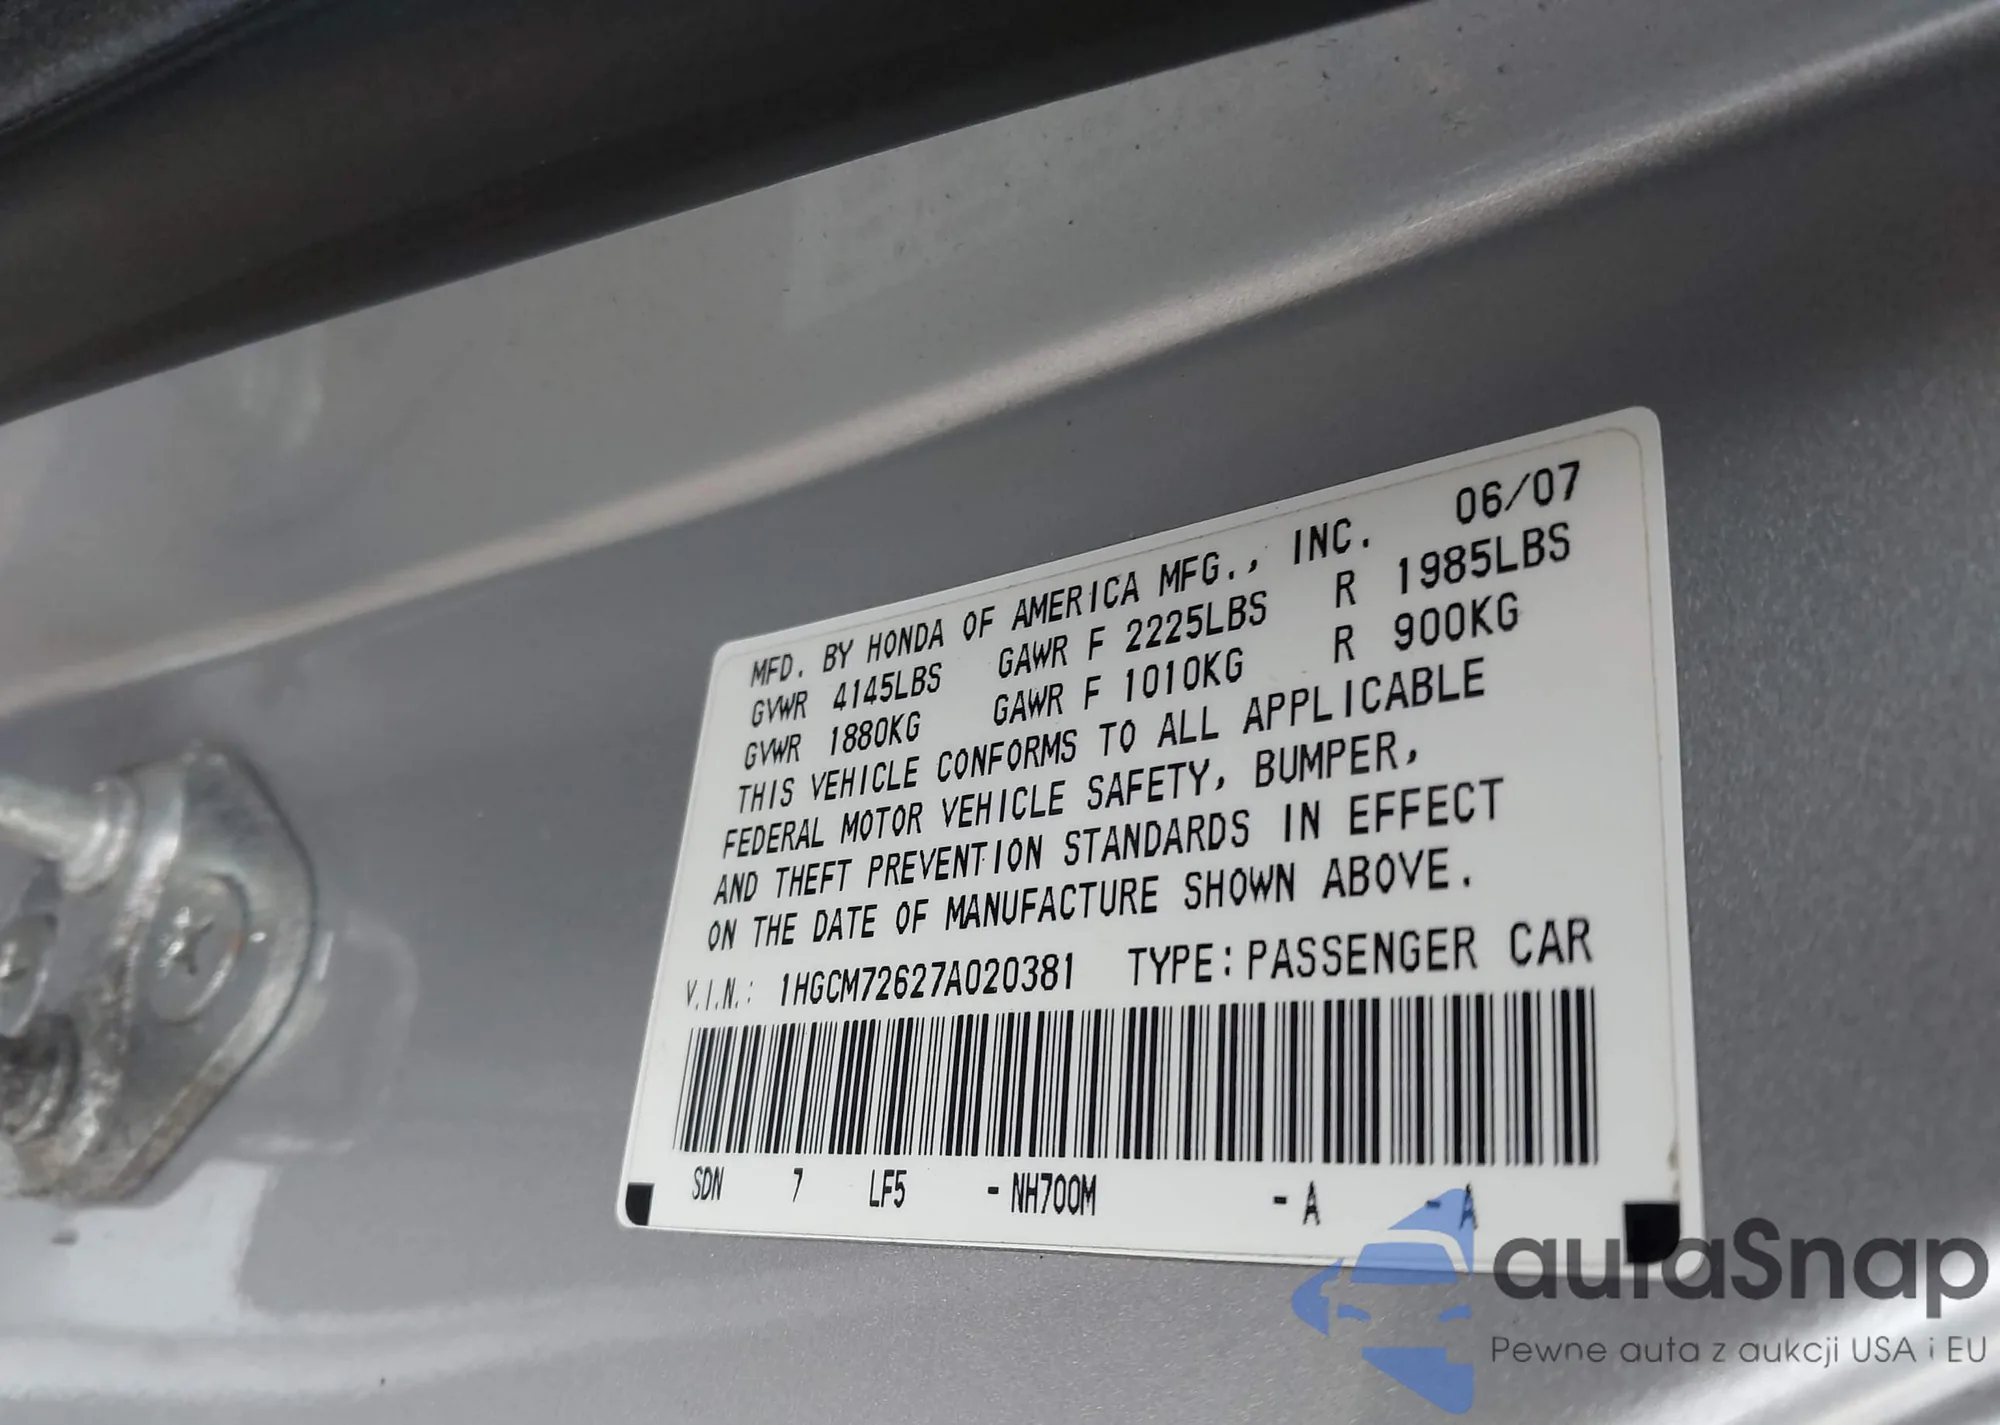 MFD. BY HONDA OF AMERICA MFG., INC. 06/07
GVWR 4145LBS GAWR F 2225LBS R 1985LBS
GVWR 1880KG GAWR F 1010KG R 900KG
THIS VEHICLE CONFORMS TO ALL APPLICABLE
FEDERAL MOTOR VEHICLE SAFETY, BUMPER,
AND THEFT PREVENTION STANDARDS IN EFFECT
ON THE DATE OF MANUFACTURE SHOWN ABOVE.
V.I.N.: 1HGCM72627A020381 TYPE:PASSENGER CAR
SDN 7 LF5 -NH700M -A -A
autaSnap
Pewne auta z aukcji USA i EU